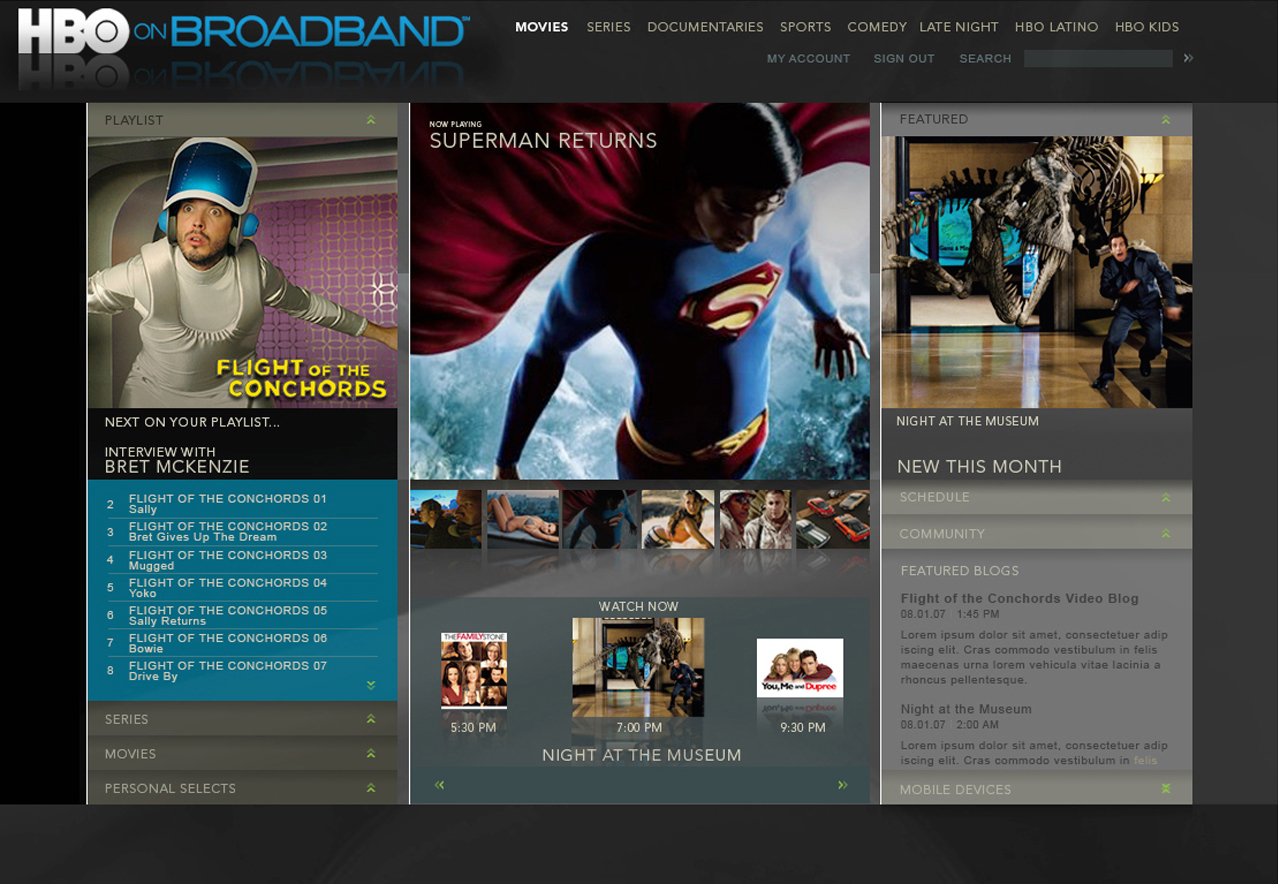 HBO ON BROADBAND™
MOVIES SERIES DOCUMENTARIES SPORTS COMEDY LATE NIGHT HBO LATINO HBO KIDS
MY ACCOUNT SIGN OUT SEARCH
PLAYLIST
FLIGHT OF THE
CONCHORDS
NEXT ON YOUR PLAYLIST...
INTERVIEW WITH
BRET MCKENZIE
2 FLIGHT OF THE CONCHORDS 01
Sally
3 FLIGHT OF THE CONCHORDS 02
Bret Gives Up The Dream
4 FLIGHT OF THE CONCHORDS 03
Mugged
5 FLIGHT OF THE CONCHORDS 04
Yoko
6 FLIGHT OF THE CONCHORDS 05
Sally Returns
7 FLIGHT OF THE CONCHORDS 06
Bowie
8 FLIGHT OF THE CONCHORDS 07
Drive By
SERIES
MOVIES
PERSONAL SELECTS
NOW PLAYING
SUPERMAN RETURNS
WATCH NOW
THE FAMILY STONE
You, Me and Dupree
5:30 PM 7:00 PM 9:30 PM
NIGHT AT THE MUSEUM
FEATURED
NIGHT AT THE MUSEUM
NEW THIS MONTH
SCHEDULE
COMMUNITY
FEATURED BLOGS
Flight of the Conchords Video Blog
08.01.07 1:45 PM
Lorem ipsum dolor sit amet, consectetuer adip
iscing elit. Cras commodo vestibulum in felis
maecenas urna lorem vehicula vitae lacinia a
rhoncus pellentesque.
Night at the Museum
08.01.07 2:00 AM
Lorem ipsum dolor sit amet, consectetuer adip
iscing elit. Cras commodo vestibulum in felis
MOBILE DEVICES